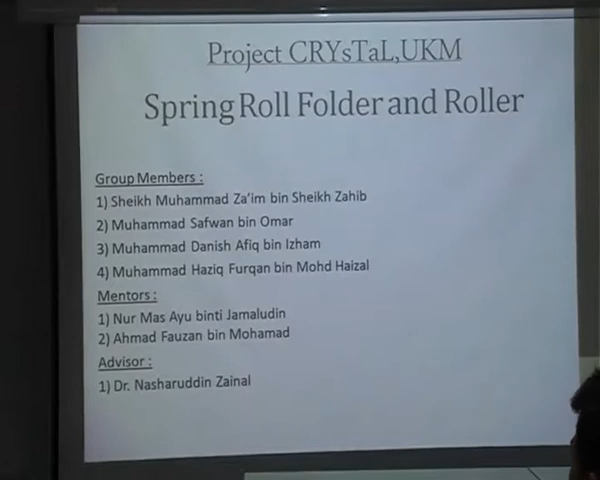 Project CRYsTaL,UKM
Spring Roll Folder and Roller
Group Members :
1) Sheikh Muhammad Za'im bin Sheikh Zahib
2) Muhammad Safwan bin Omar
3) Muhammad Danish Afiq bin Izham
4) Muhammad Haziq Furqan bin Mohd Haizal
Mentors :
1) Nur Mas Ayu binti Jamaludin
2) Ahmad Fauzan bin Mohamad
Advisor :
1) Dr. Nasharuddin Zainal